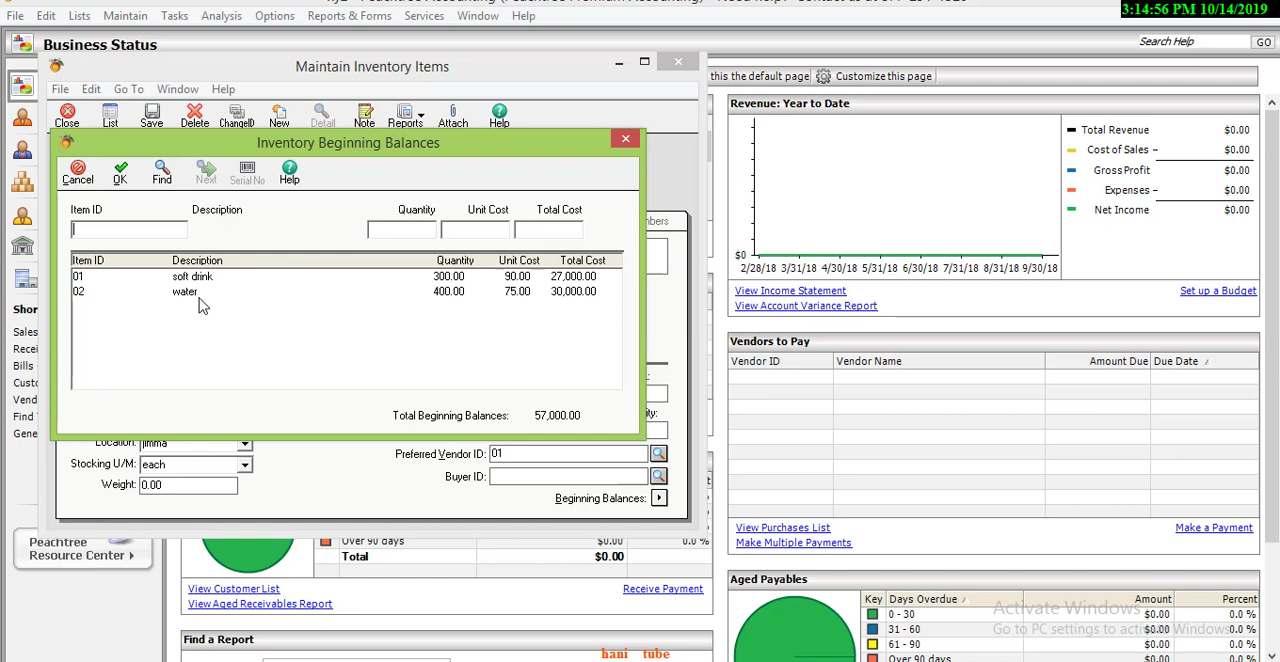 3:14:56 PM 10/14/2019
File Edit Lists Maintain Tasks Analysis Options Reports & Forms Services Window Help
Business Status
Search Help
GO
Maintain Inventory Items
this the default page
Customize this page
File Edit Go To Window Help
Close List Save Delete ChangeID New Detail Note Reports Attach Help
Inventory Beginning Balances
Cancel OK Find Next Serial No Help
Item ID Description Quantity Unit Cost Total Cost
Item ID Description Quantity Unit Cost Total Cost
01 soft drink 300.00 90.00 27,000.00
02 water 400.00 75.00 30,000.00
Total Beginning Balances: 57,000.00
Location: jimma
Stocking U/M: each
Weight: 0.00
Preferred Vendor ID: 01
Buyer ID:
Beginning Balances:
Sales
Bills
Find
Peachtree
Resource Center
Over 90 days 0.0 %
Total $0.00
View Customer List
Receive Payment
View Aged Receivables Report
Find a Report
hani tube
Revenue: Year to Date
Total Revenue $0.00
Cost of Sales – $0.00
Gross Profit $0.00
Expenses – $0.00
Net Income $0.00
$0
2/28/18 3/31/18 4/30/18 5/31/18 6/30/18 7/31/18 8/31/18 9/30/18
View Income Statement
Set up a Budget
View Account Variance Report
Vendors to Pay
Vendor ID Vendor Name Amount Due Due Date
View Purchases List
Make a Payment
Make Multiple Payments
Aged Payables
Key Days Overdue Amount Percent
0 - 30 $0.00 0.0 %
31 - 60 $0.00 0.0 %
61 - 90 $0.00 0.0 %
Over 90 days $0.00 0.0 %
Activate Windows
Go to PC settings to activate Windows.